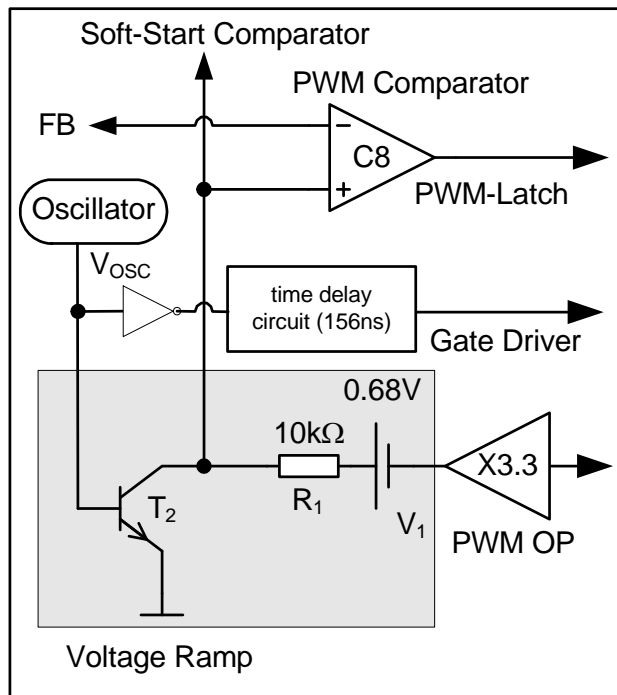 Soft-Start Comparator
PWM Comparator
FB
C8
PWM-Latch
Oscillator
VOSC
time delay
circuit (156ns)
Gate Driver
0.68V
10kΩ
X3.3
T2
R1
V1
PWM OP
Voltage Ramp